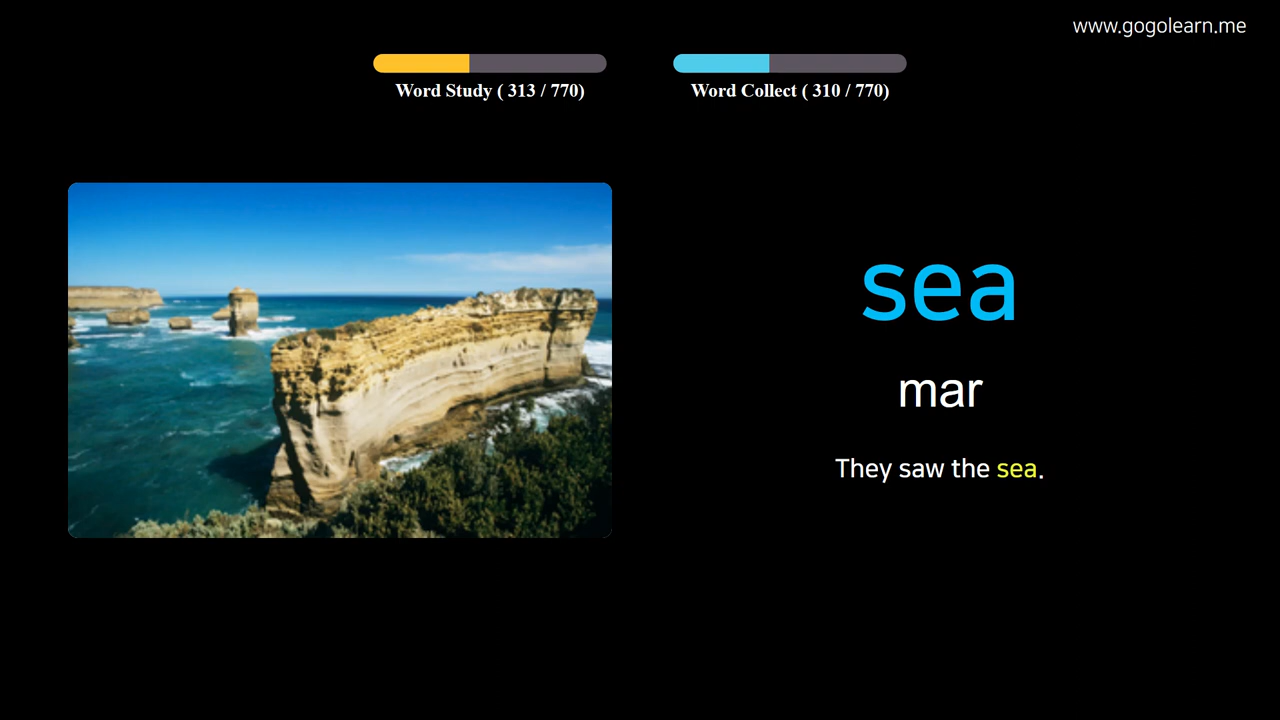 www.gogolearn.me
Word Study ( 313 / 770)
Word Collect ( 310 / 770)
sea
mar
They saw the sea.